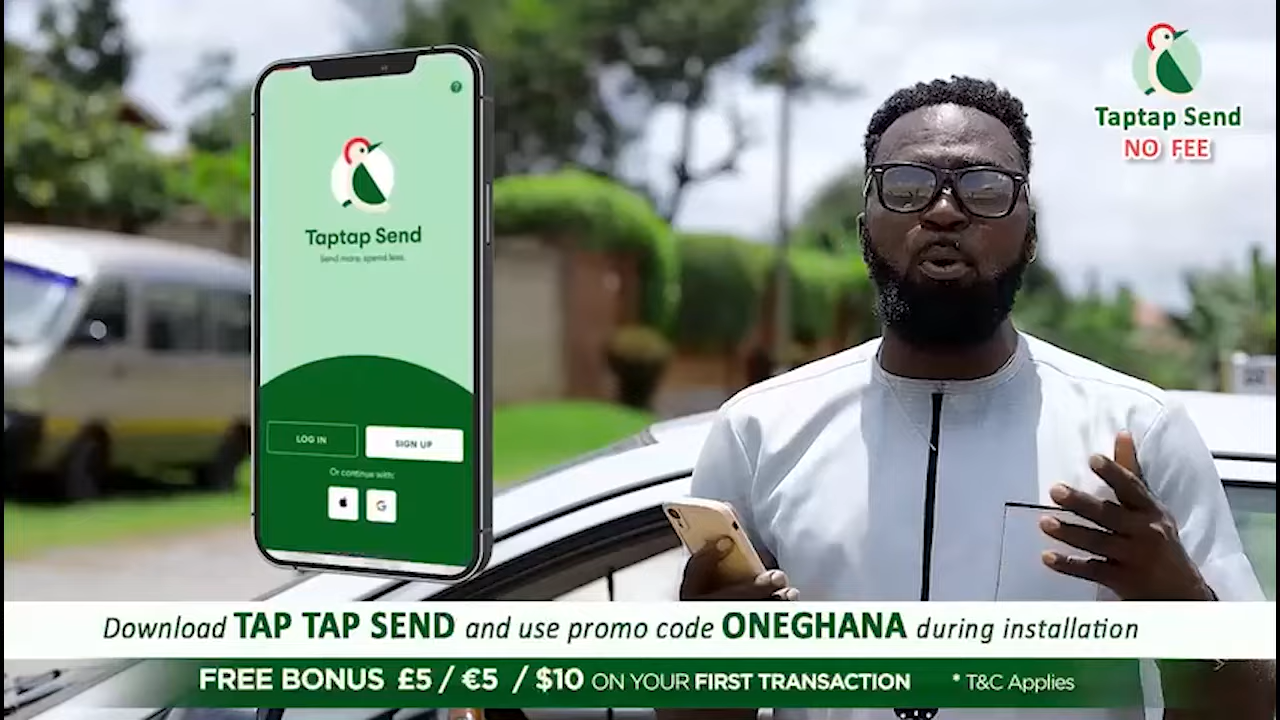 Taptap Send
NO FEE
Taptap Send
Send more, spend less.
LOG IN
SIGN UP
Or continue with:
G
Download TAP TAP SEND and use promo code ONEGHANA during installation
FREE BONUS £5 / €5 / $10 ON YOUR FIRST TRANSACTION * T&C Applies